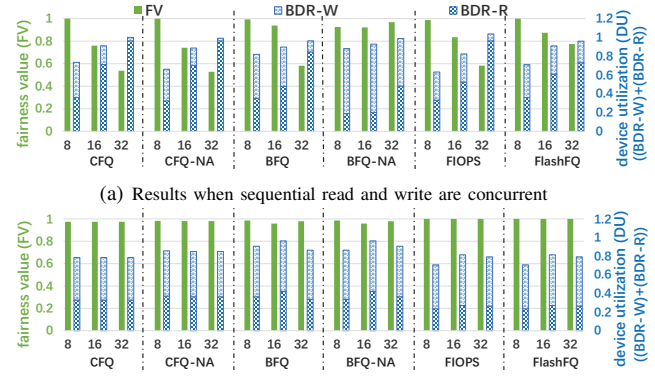 FV BDR-W BDR-R
fairness value (FV)
1
0.8
0.6
0.4
0.2
0
1.2
1
0.8
0.6
0.4
0.2
0
device utilization (DU)
((BDR-W)+(BDR-R))
8 16 32 8 16 32 8 16 32 8 16 32 8 16 32 8 16 32
CFQ CFQ-NA BFQ BFQ-NA FIOPS FlashFQ
(a) Results when sequential read and write are concurrent
fairness value (FV)
1
0.8
0.6
0.4
0.2
0
1.2
1
0.8
0.6
0.4
0.2
0
device utilization (DU)
((BDR-W)+(BDR-R))
8 16 32 8 16 32 8 16 32 8 16 32 8 16 32 8 16 32
CFQ CFQ-NA BFQ BFQ-NA FIOPS FlashFQ